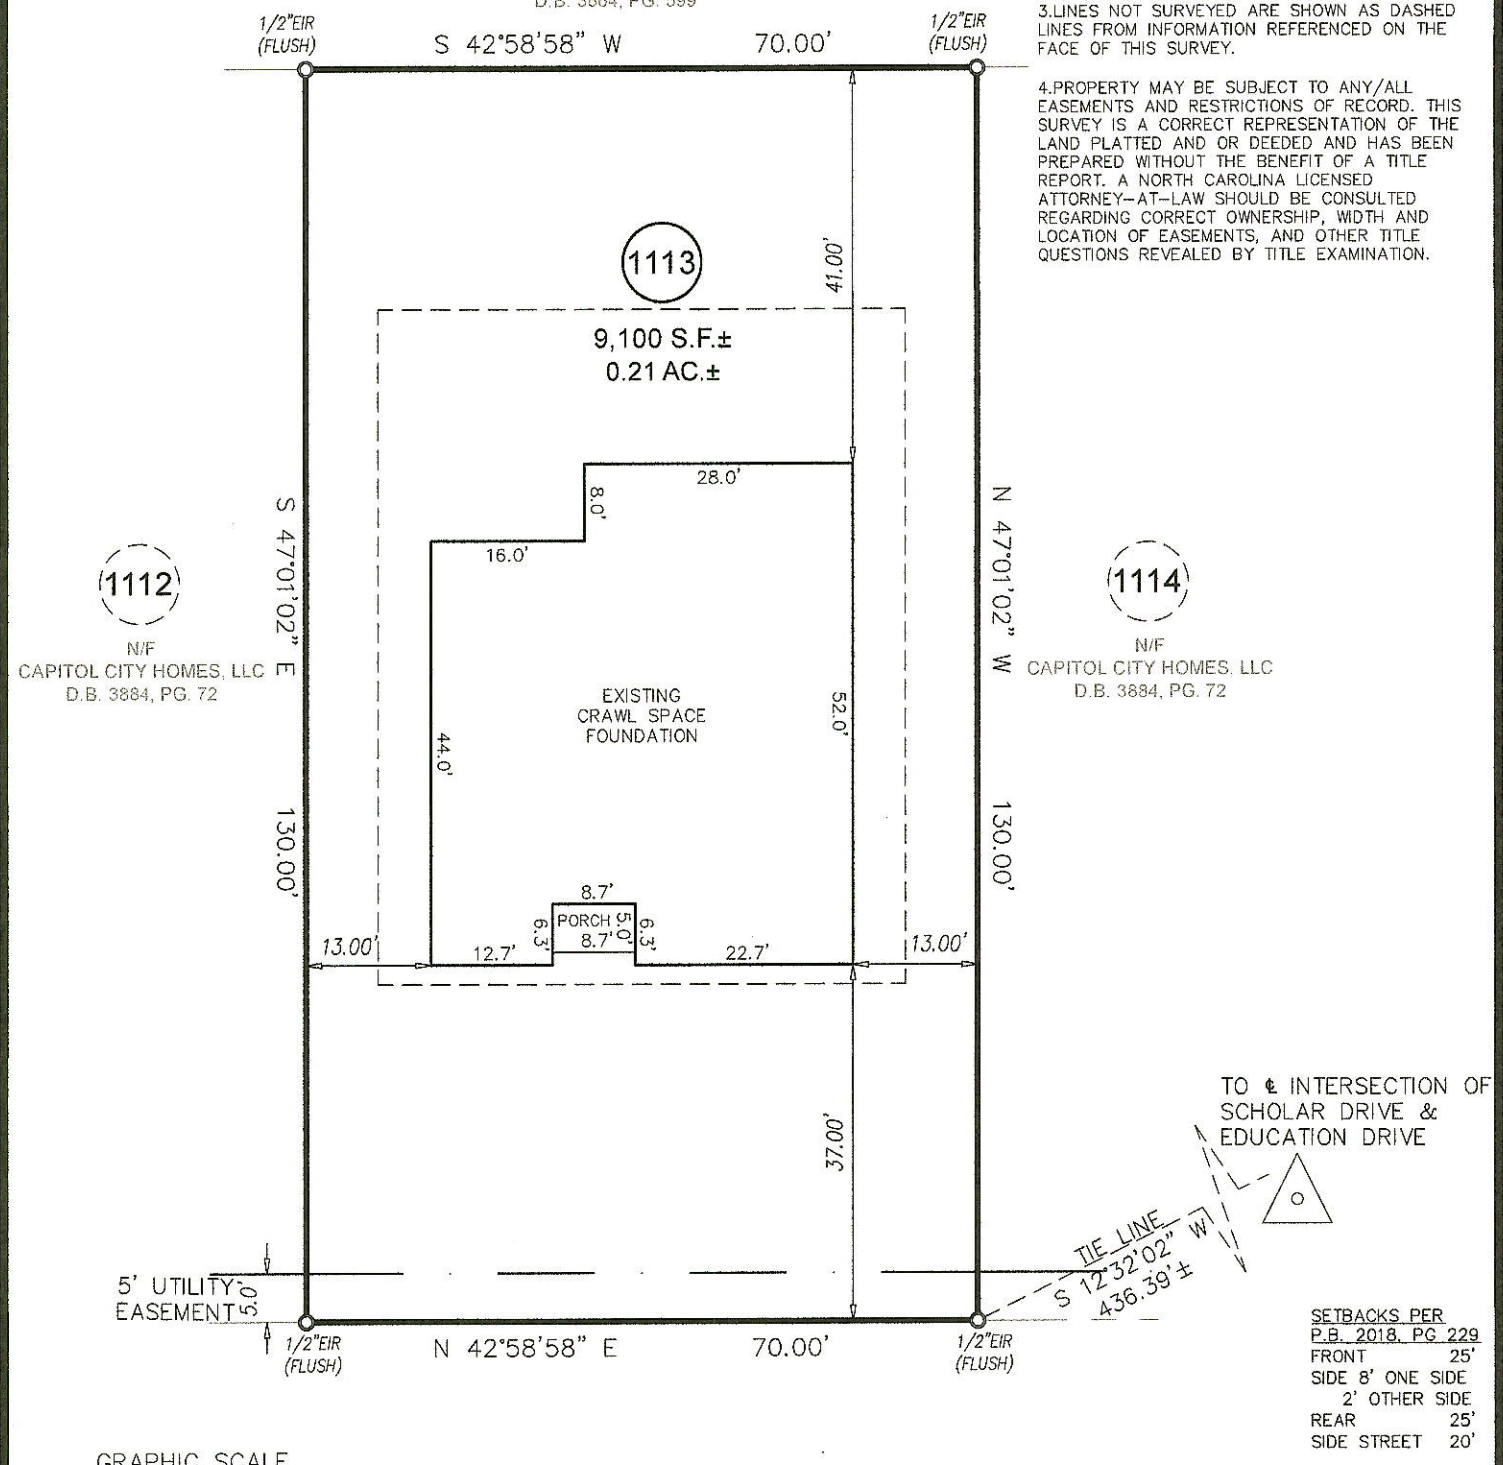 D.B. 3884, PG. 599
1/2"EIR
(FLUSH)
S 42°58'58" W 70.00'
1/2"EIR
(FLUSH)
3.LINES NOT SURVEYED ARE SHOWN AS DASHED
LINES FROM INFORMATION REFERENCED ON THE
FACE OF THIS SURVEY.
4.PROPERTY MAY BE SUBJECT TO ANY/ALL
EASEMENTS AND RESTRICTIONS OF RECORD. THIS
SURVEY IS A CORRECT REPRESENTATION OF THE
LAND PLATTED AND OR DEEDED AND HAS BEEN
PREPARED WITHOUT THE BENEFIT OF A TITLE
REPORT. A NORTH CAROLINA LICENSED
ATTORNEY-AT-LAW SHOULD BE CONSULTED
REGARDING CORRECT OWNERSHIP, WIDTH AND
LOCATION OF EASEMENTS, AND OTHER TITLE
QUESTIONS REVEALED BY TITLE EXAMINATION.
41.00'
1113
9,100 S.F.±
0.21 AC.±
28.0'
8.0'
16.0'
S 47°01'02" E 130.00'
N 47°01'02" W 130.00'
1112
N/F
CAPITOL CITY HOMES, LLC
D.B. 3884, PG. 72
1114
N/F
CAPITOL CITY HOMES, LLC
D.B. 3884, PG. 72
EXISTING
CRAWL SPACE
FOUNDATION
52.0'
44.0'
8.7'
PORCH
5.0'
6.3'
8.7'
6.3'
13.00'
12.7'
22.7'
13.00'
37.00'
TO ℄ INTERSECTION OF
SCHOLAR DRIVE &
EDUCATION DRIVE
TIE LINE
S 12°32'02" W
436.39'±
5' UTILITY
EASEMENT
5.0'
1/2"EIR
(FLUSH)
N 42°58'58" E 70.00'
1/2"EIR
(FLUSH)
SETBACKS PER
P.B. 2018, PG 229
FRONT 25'
SIDE 8' ONE SIDE
2' OTHER SIDE
REAR 25'
SIDE STREET 20'
GRAPHIC SCALE